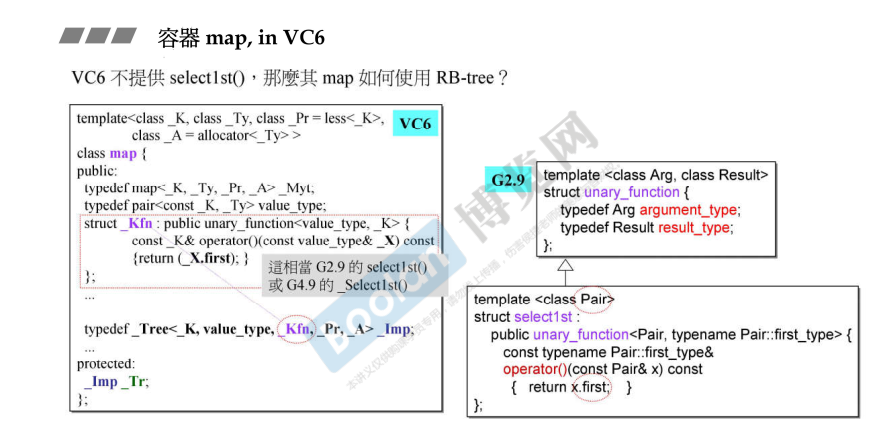 容器 map, in VC6
VC6 不提供 select1st()，那麼其 map 如何使用 RB-tree？
template<class _K, class _Ty, class _Pr = less<_K>,
class _A = allocator<_Ty> >
VC6
class map {
public:
typedef map<_K, _Ty, _Pr, _A> _Myt;
typedef pair<const _K, _Ty> value_type;
struct _Kfn : public unary_function<value_type, _K> {
const _K& operator()(const value_type& _X) const
{return (_X.first); }
};
這相當 G2.9 的 select1st()
或 G4.9 的 _Select1st()
...
typedef _Tree<_K, value_type, _Kfn, _Pr, _A> _Imp;
...
protected:
_Imp _Tr;
};
G2.9
template <class Arg, class Result>
struct unary_function {
typedef Arg argument_type;
typedef Result result_type;
};
template <class Pair>
struct select1st :
public unary_function<Pair, typename Pair::first_type> {
const typename Pair::first_type&
operator()(const Pair& x) const
{ return x.first; }
};
Boolan 博览网